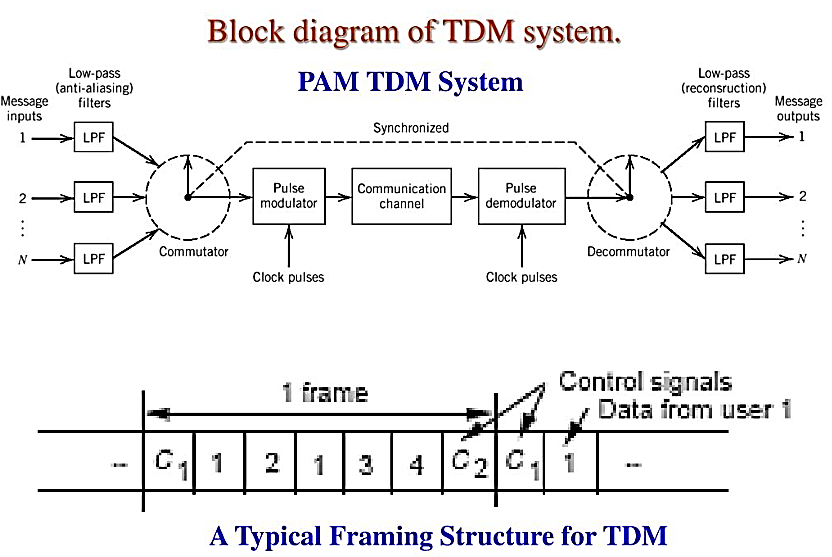 Block diagram of TDM system.
PAM TDM System
Low-pass
(anti-aliasing)
filters
Message
inputs
Low-pass
(reconsruction)
filters
Message
outputs
Synchronized
1
LPF
LPF
1
2
LPF
Pulse
modulator
Communication
channel
Pulse
demodulator
LPF
2
⋮
⋮
N
LPF
Commutator
Decommutator
LPF
N
Clock pulses
Clock pulses
1 frame
Control signals
Data from user 1
-- C1 1 2 1 3 4 C2 C1 1 --
A Typical Framing Structure for TDM